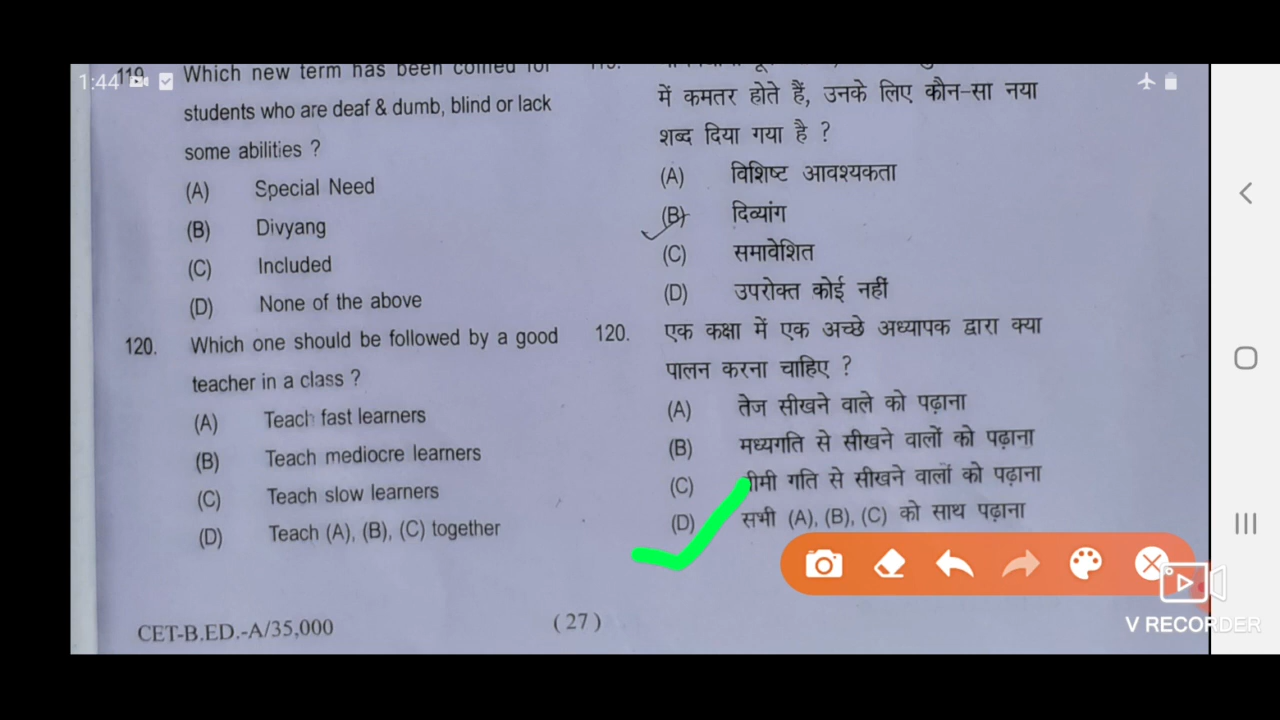 1:44
119. Which new term has been coined for
students who are deaf & dumb, blind or lack
some abilities ?
(A) Special Need
(B) Divyang
(C) Included
(D) None of the above
120. Which one should be followed by a good
teacher in a class ?
(A) Teach fast learners
(B) Teach mediocre learners
(C) Teach slow learners
(D) Teach (A), (B), (C) together
में कमतर होते हैं, उनके लिए कौन-सा नया
शब्द दिया गया है ?
(A) विशिष्ट आवश्यकता
(B) दिव्यांग
(C) समावेशित
(D) उपरोक्त कोई नहीं
120. एक कक्षा में एक अच्छे अध्यापक द्वारा क्या
पालन करना चाहिए ?
(A) तेज सीखने वाले को पढ़ाना
(B) मध्यगति से सीखने वालों को पढ़ाना
(C) गति से सीखने वालों को पढ़ाना
(D) सभी (A), (B), (C) को साथ पढ़ाना
CET-B.ED.-A/35,000
(27)
V RECORDER